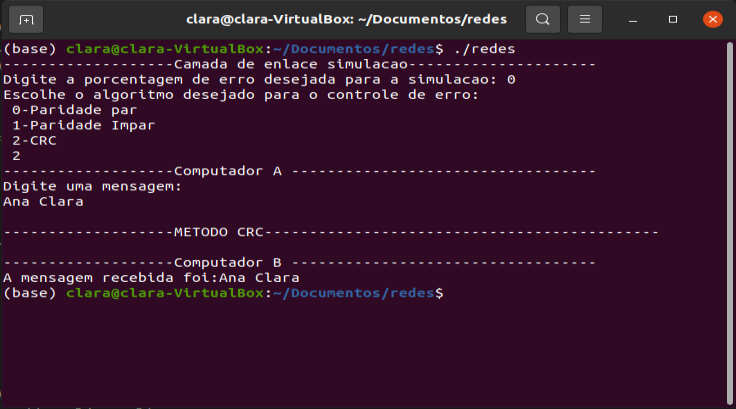 clara@clara-VirtualBox: ~/Documentos/redes
(base) clara@clara-VirtualBox:~/Documentos/redes$ ./redes
-------------------Camada de enlace simulacao---------------------
Digite a porcentagem de erro desejada para a simulacao: 0
Escolhe o algoritmo desejado para o controle de erro:
 0-Paridade par
 1-Paridade Impar
 2-CRC
 2
-------------------Computador A ----------------------------------
Digite uma mensagem:
Ana Clara
-------------------METODO CRC--------------------------------------------
-------------------Computador B ----------------------------------
A mensagem recebida foi:Ana Clara
(base) clara@clara-VirtualBox:~/Documentos/redes$